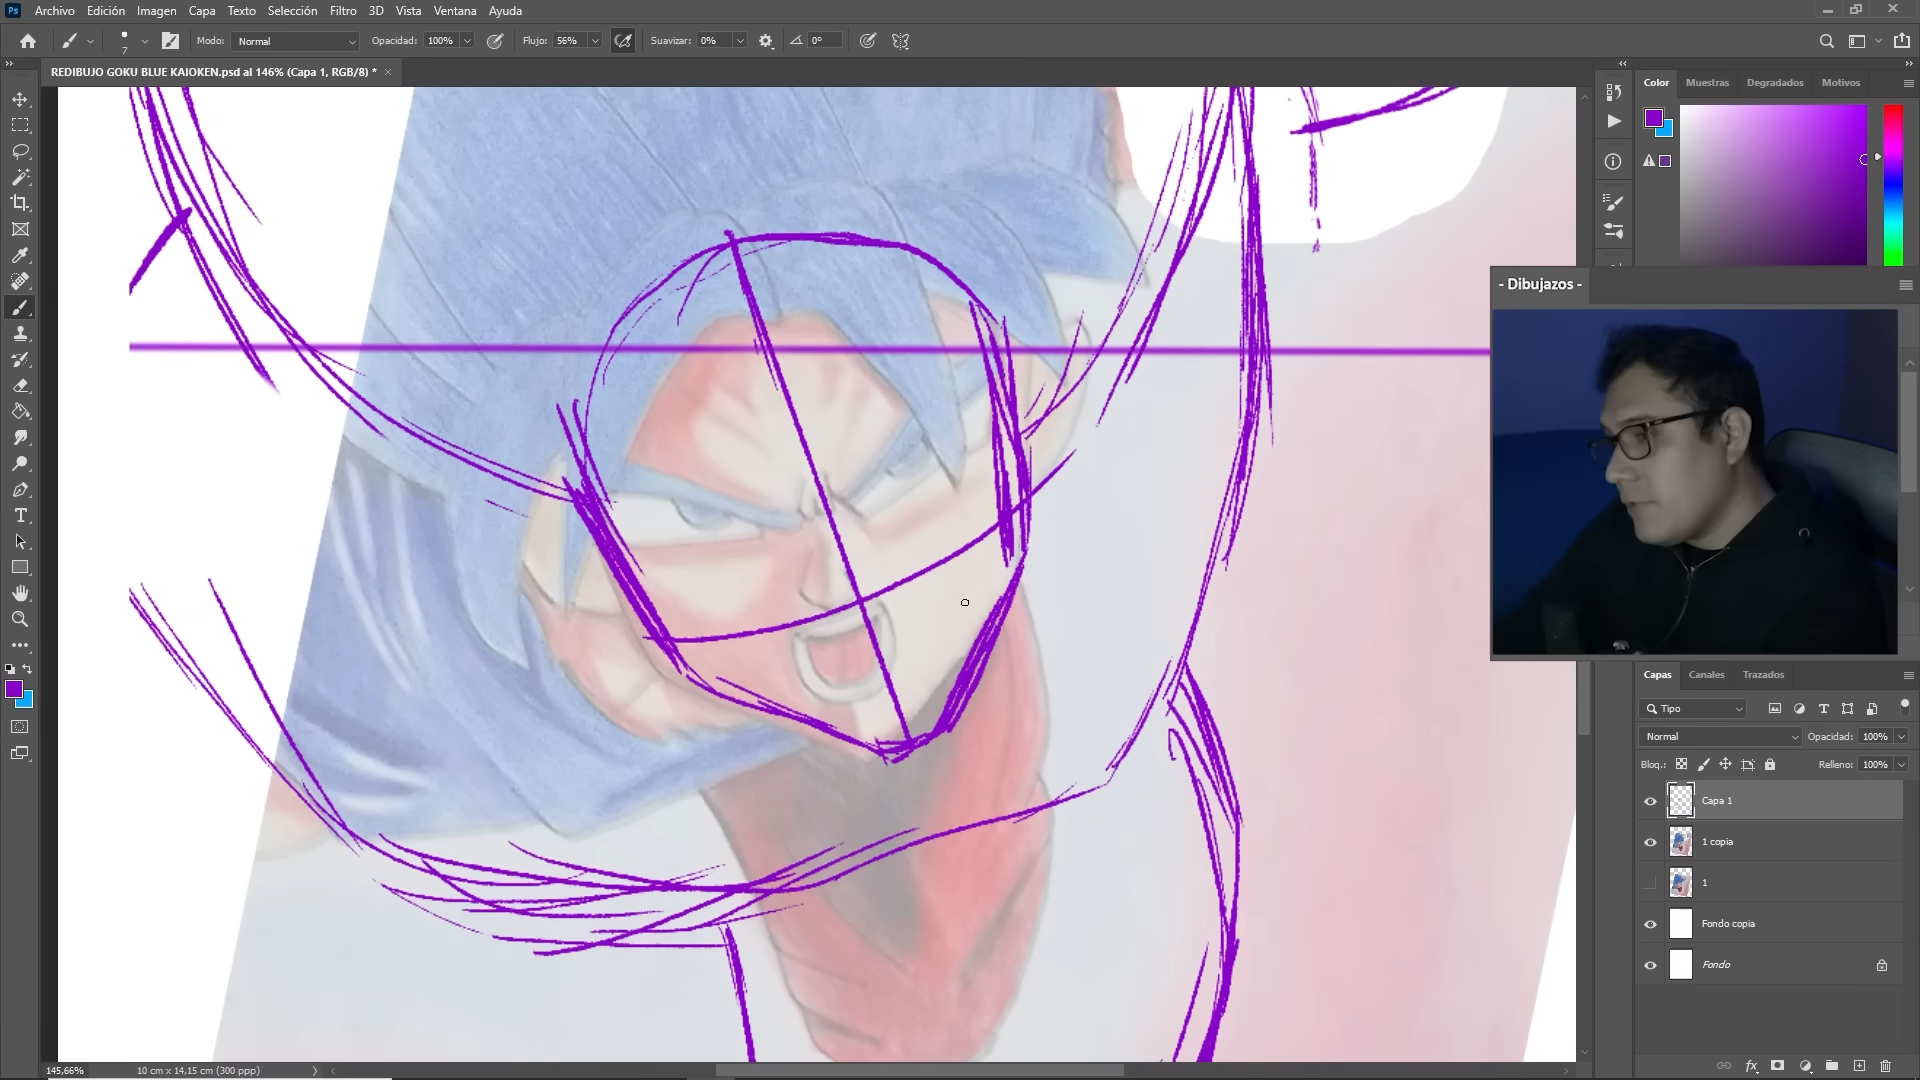 Ps Archivo Edición Imagen Capa Texto Selección Filtro 3D Vista Ventana Ayuda
7 Modo: Normal Opacidad: 100% Flujo: 56% Suavizar: 0% 0°
REDIBUJO GOKU BLUE KAIOKEN.psd al 146% (Capa 1, RGB/8) * ×
Color Muestras Degradados Motivos
- Dibujazos -
Capas Canales Trazados
Tipo
Normal Opacidad: 100%
Bloq.: Relleno: 100%
Capa 1
1 copia
1
Fondo copia
Fondo
145,66% 10 cm x 14,15 cm (300 ppp)